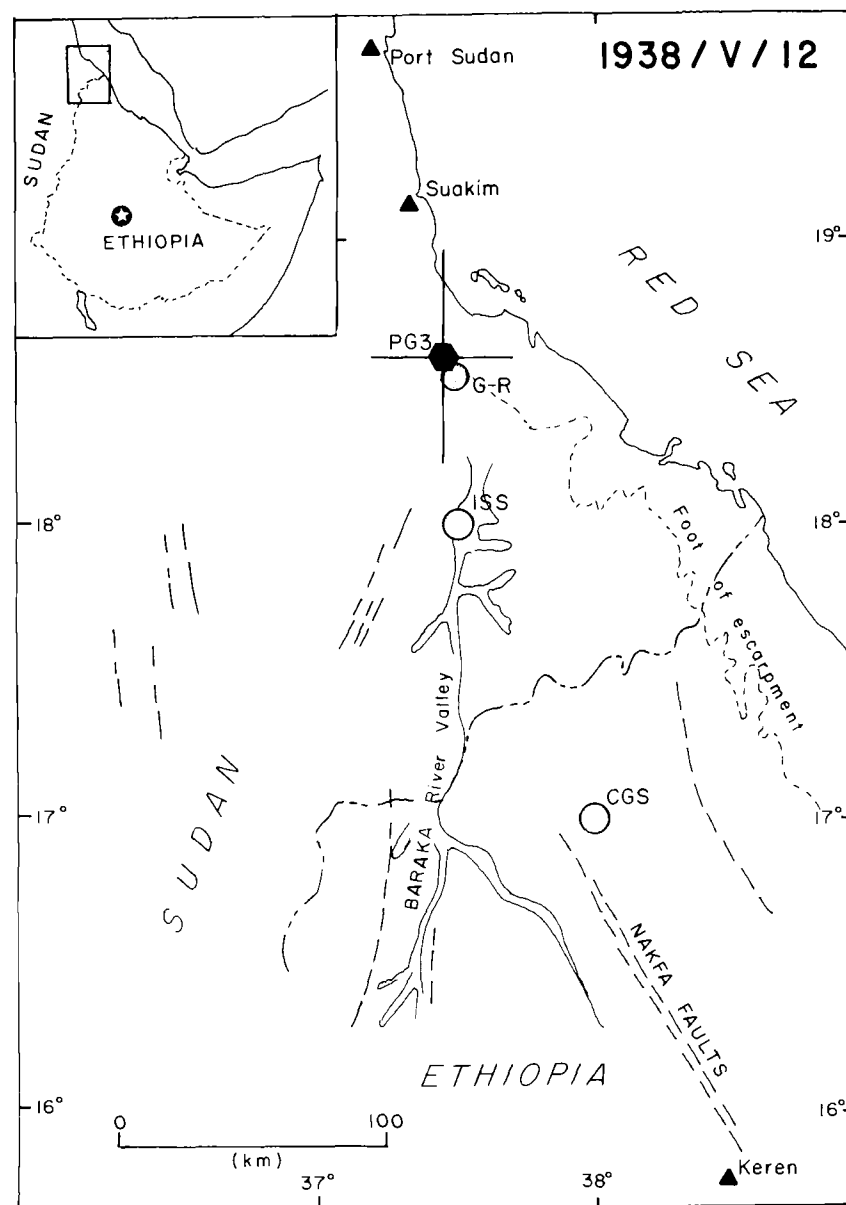 1938/V/12
Port Sudan
SUDAN
ETHIOPIA
Suakim
19°
RED SEA
PG3
G-R
ISS
18°
18°
Foot of escarpment
BARAKA River Valley
SUDAN
17°
17°
CGS
NAKFA FAULTS
ETHIOPIA
16°
16°
0 100
(km)
Keren
37°
38°